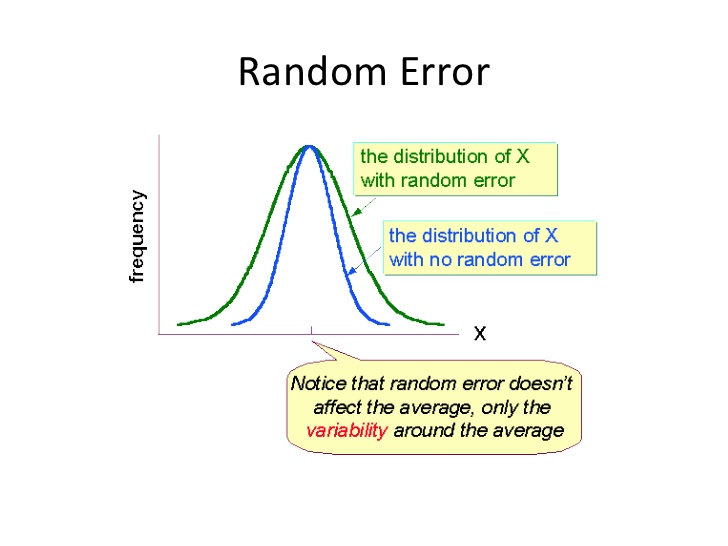 Random Error
the distribution of X
with random error
frequency
the distribution of X
with no random error
X
Notice that random error doesn't
affect the average, only the
variability around the average